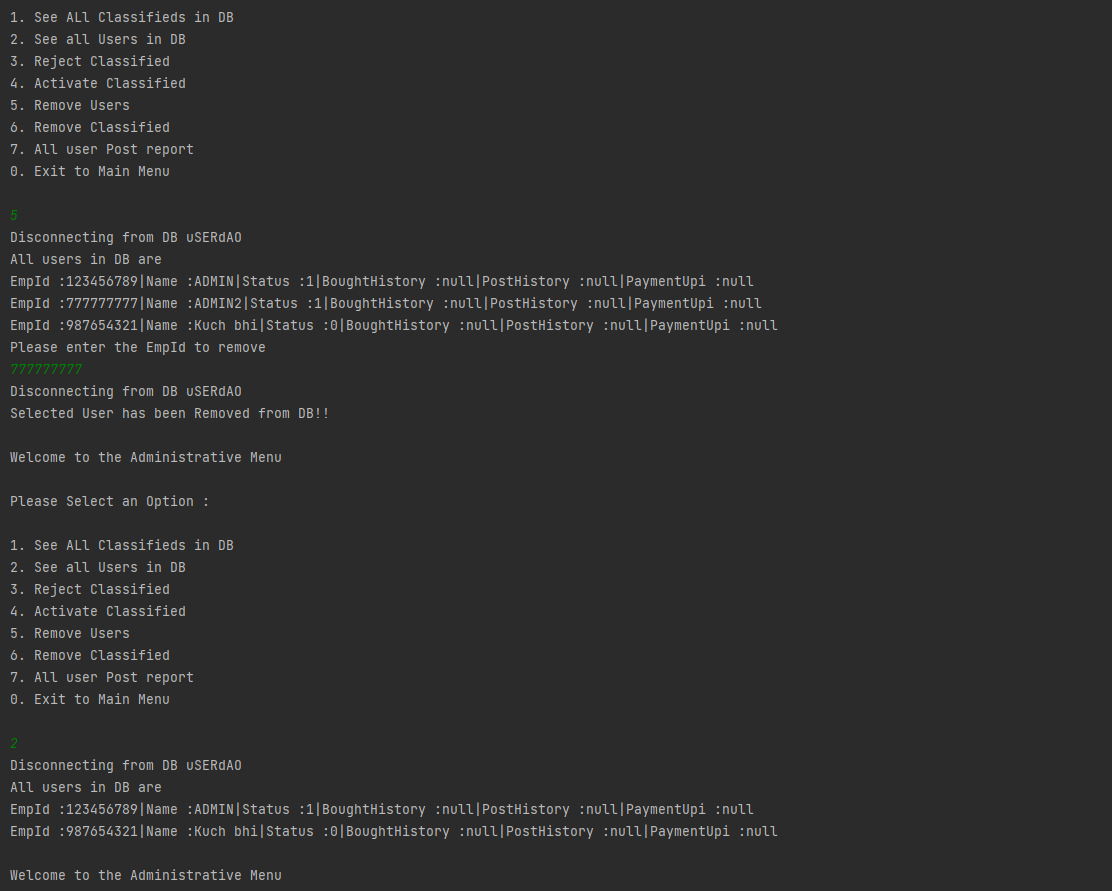 1. See ALl Classifieds in DB
2. See all Users in DB
3. Reject Classified
4. Activate Classified
5. Remove Users
6. Remove Classified
7. All user Post report
0. Exit to Main Menu
5
Disconnecting from DB uSERdAO
All users in DB are
EmpId :123456789|Name :ADMIN|Status :1|BoughtHistory :null|PostHistory :null|PaymentUpi :null
EmpId :777777777|Name :ADMIN2|Status :1|BoughtHistory :null|PostHistory :null|PaymentUpi :null
EmpId :987654321|Name :Kuch bhi|Status :0|BoughtHistory :null|PostHistory :null|PaymentUpi :null
Please enter the EmpId to remove
777777777
Disconnecting from DB uSERdAO
Selected User has been Removed from DB!!
Welcome to the Administrative Menu
Please Select an Option :
1. See ALl Classifieds in DB
2. See all Users in DB
3. Reject Classified
4. Activate Classified
5. Remove Users
6. Remove Classified
7. All user Post report
0. Exit to Main Menu
2
Disconnecting from DB uSERdAO
All users in DB are
EmpId :123456789|Name :ADMIN|Status :1|BoughtHistory :null|PostHistory :null|PaymentUpi :null
EmpId :987654321|Name :Kuch bhi|Status :0|BoughtHistory :null|PostHistory :null|PaymentUpi :null
Welcome to the Administrative Menu